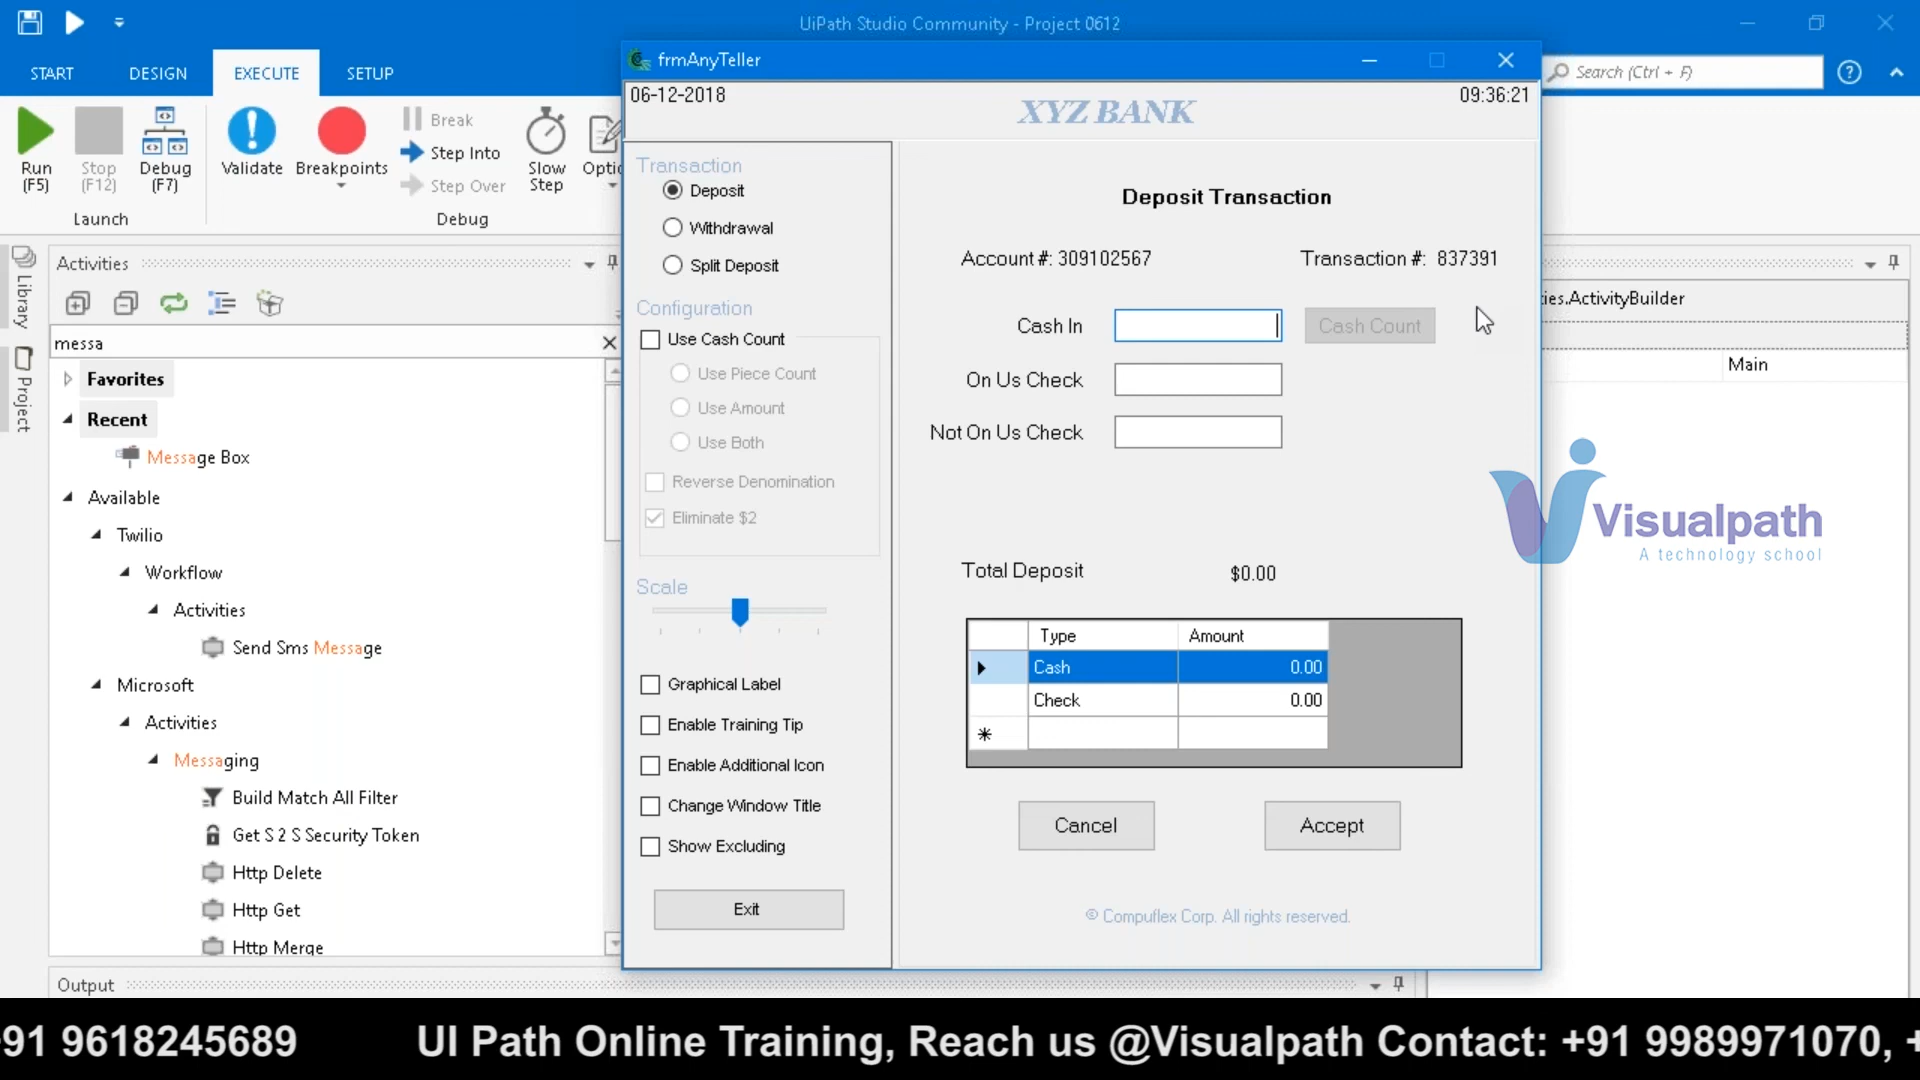 UiPath Studio Community - Project 0612
START DESIGN EXECUTE SETUP
Search (Ctrl + F)
Run (F5)
Stop (F12)
Debug (F7)
Launch
Validate
Breakpoints
Break
Step Into
Step Over
Slow Step
Debug
Library
Project
Activities
messa
Favorites
Recent
Message Box
Available
Twilio
Workflow
Activities
Send Sms Message
Microsoft
Activities
Messaging
Build Match All Filter
Get S 2 S Security Token
Http Delete
Http Get
Http Merge
Output
frmAnyTeller
06-12-2018
XYZ BANK
09:36:21
Transaction
Deposit
Withdrawal
Split Deposit
Configuration
Use Cash Count
Use Piece Count
Use Amount
Use Both
Reverse Denomination
Eliminate $2
Scale
Graphical Label
Enable Training Tip
Enable Additional Icon
Change Window Title
Show Excluding
Exit
Deposit Transaction
Account #: 309102567 Transaction #: 837391
Cash In Cash Count
On Us Check
Not On Us Check
Total Deposit $0.00
Type Amount
Cash 0.00
Check 0.00
Cancel Accept
© Compuflex Corp. All rights reserved.
ies.ActivityBuilder
Main
Visualpath
A technology school
91 9618245689 UI Path Online Training, Reach us @Visualpath Contact: +91 9989971070, +